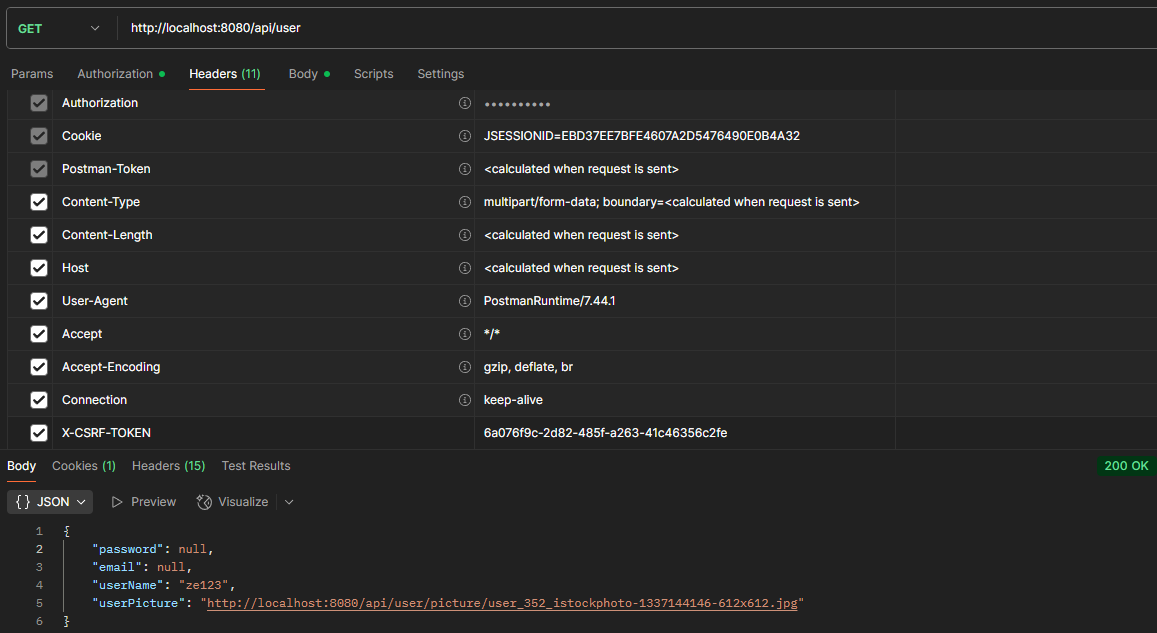 GET http://localhost:8080/api/user
Params Authorization Headers (11) Body Scripts Settings
Authorization ••••••••••
Cookie JSESSIONID=EBD37EE7BFE4607A2D5476490E0B4A32
Postman-Token <calculated when request is sent>
Content-Type multipart/form-data; boundary=<calculated when request is sent>
Content-Length <calculated when request is sent>
Host <calculated when request is sent>
User-Agent PostmanRuntime/7.44.1
Accept */*
Accept-Encoding gzip, deflate, br
Connection keep-alive
X-CSRF-TOKEN 6a076f9c-2d82-485f-a263-41c46356c2fe
Body Cookies (1) Headers (15) Test Results 200 OK
{} JSON Preview Visualize
1 {
2 "password": null,
3 "email": null,
4 "userName": "ze123",
5 "userPicture": "http://localhost:8080/api/user/picture/user_352_istockphoto-1337144146-612x612.jpg"
6 }